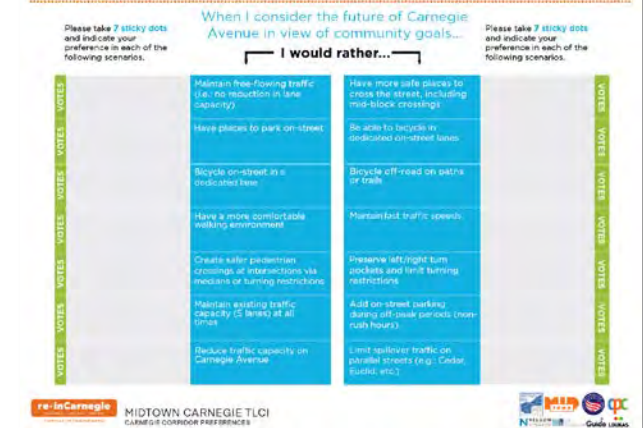 When I consider the future of Carnegie
Avenue in view of community goals...
I would rather...
Please take 7 sticky dots
and indicate your
preference in each of the
following scenarios.
Please take 7 sticky dots
and indicate your
preference in each of the
following scenarios.
VOTES
Maintain free-flowing traffic
(i.e. no reduction in lane
capacity)
Have more safe places to
cross the street, including
mid-block crossings
VOTES
VOTES
Have places to park on-street
Be able to bicycle in
dedicated on-street lanes
VOTES
VOTES
Bicycle on-street in a
dedicated lane
Bicycle off-road on paths
or trails
VOTES
VOTES
Have a more comfortable
walking environment
Maintain fast traffic speeds
VOTES
VOTES
Create safer pedestrian
crossings at intersections via
medians or turning restrictions
Preserve left/right turn
pockets and limit turning
restrictions
VOTES
VOTES
Maintain existing traffic
capacity (5 lanes) at all
times
Add on-street parking
during off-peak periods (non-
rush hours)
VOTES
VOTES
Reduce traffic capacity on
Carnegie Avenue
Limit spillover traffic on
parallel streets (e.g.: Cedar,
Euclid, etc.)
VOTES
re-inCarnegie
MIDTOWN CARNEGIE TLCI
CARNEGIE CORRIDOR PREFERENCES
MID
cpc
Guide